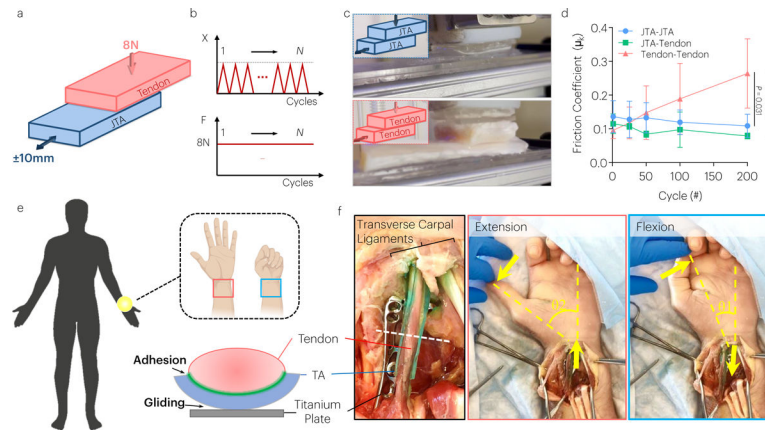 a
8N
Tendon
JTA
±10mm
b
X
1
N
Cycles
F
1
N
8N
Cycles
c
JTA
JTA
Tendon
Tendon
d
JTA-JTA
JTA-Tendon
Tendon-Tendon
Friction Coefficient (μk)
0.4
0.3
0.2
0.1
0.0
0
50
100
150
200
Cycle (#)
P = 0.031
e
Adhesion
Gliding
Tendon
TA
Titanium
Plate
f
Transverse Carpal
Ligaments
Extension
Flexion